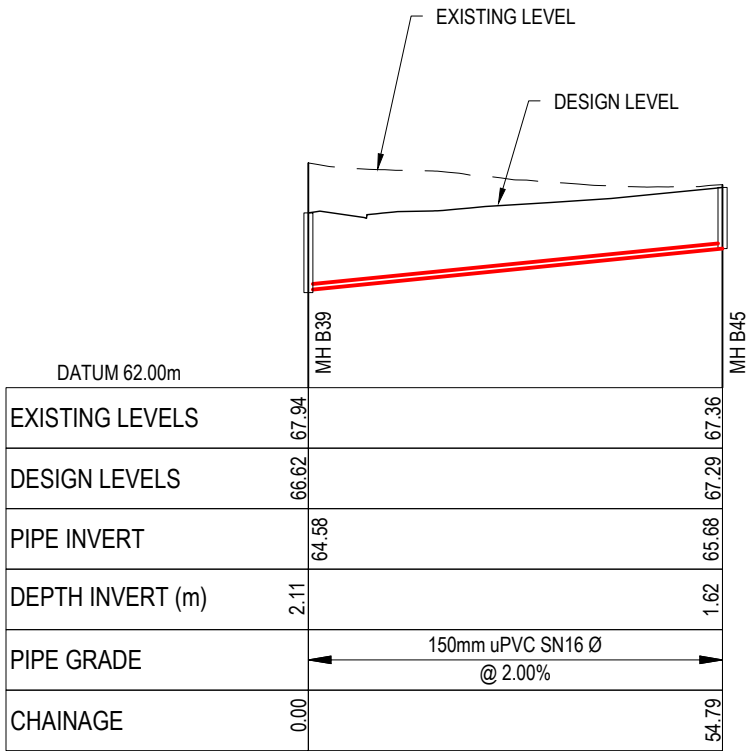 EXISTING LEVEL
DESIGN LEVEL
MH B39
MH B45
DATUM 62.00m
EXISTING LEVELS 67.94 67.36
DESIGN LEVELS 66.62 67.29
PIPE INVERT 64.58 65.68
DEPTH INVERT (m) 2.11 1.62
PIPE GRADE
150mm uPVC SN16 Ø
@ 2.00%
CHAINAGE 0.00 54.79